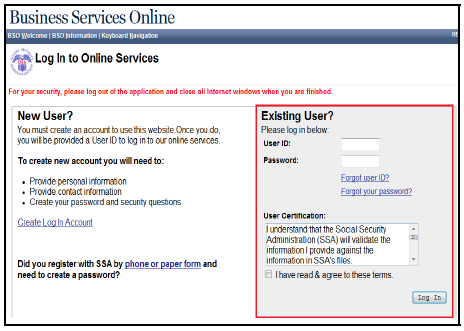 Business Services Online
BSO Welcome | BSO Information | Keyboard Navigation
Log In to Online Services
For your security, please log out of the application and close all Internet windows when you are finished.
New User?
You must create an account to use this website.Once you do,
you will be provided a User ID to log in to our online services.
To create new account you will need to:
• Provide personal information
• Provide contact information
• Create your password and security questions
Create Log In Account
Did you register with SSA by phone or paper form and
need to create a password?
Existing User?
Please log in below:
User ID:
Password:
Forgot user ID?
Forgot your password?
User Certification:
I understand that the Social Security
Administration (SSA) will validate the
information I provide against the
information in SSA's files.
I have read & agree to these terms.
Log In